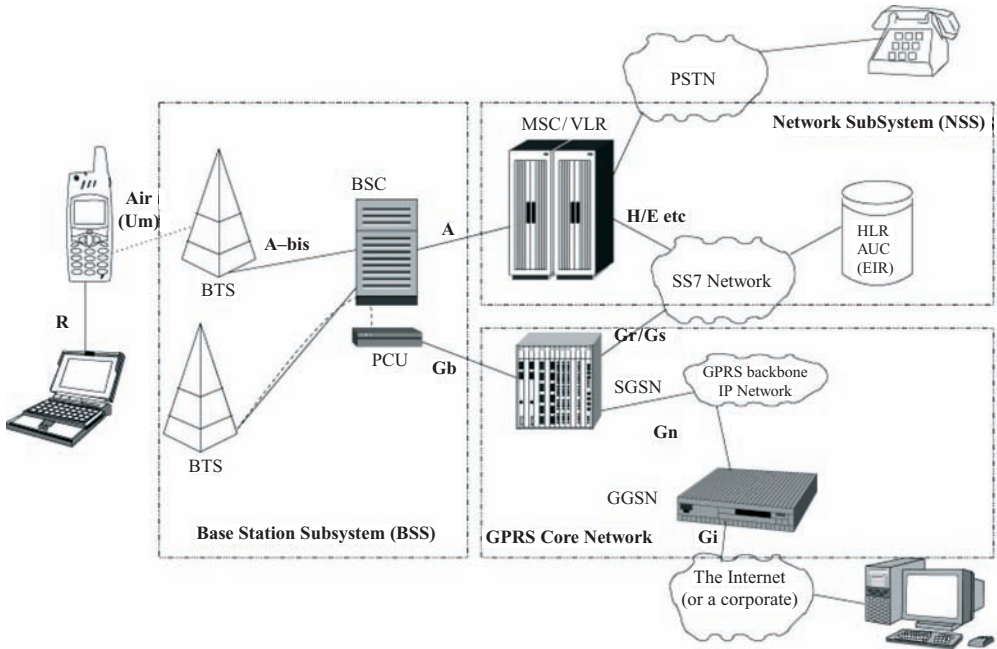 PSTN
MSC/VLR
Network SubSystem (NSS)
Air
(Um)
BSC
A–bis
A
H/E etc
HLR
AUC
(EIR)
BTS
SS7 Network
R
PCU
Gb
Gr/Gs
SGSN
GPRS backbone
IP Network
Gn
BTS
GGSN
Base Station Subsystem (BSS)
GPRS Core Network
Gi
The Internet
(or a corporate)